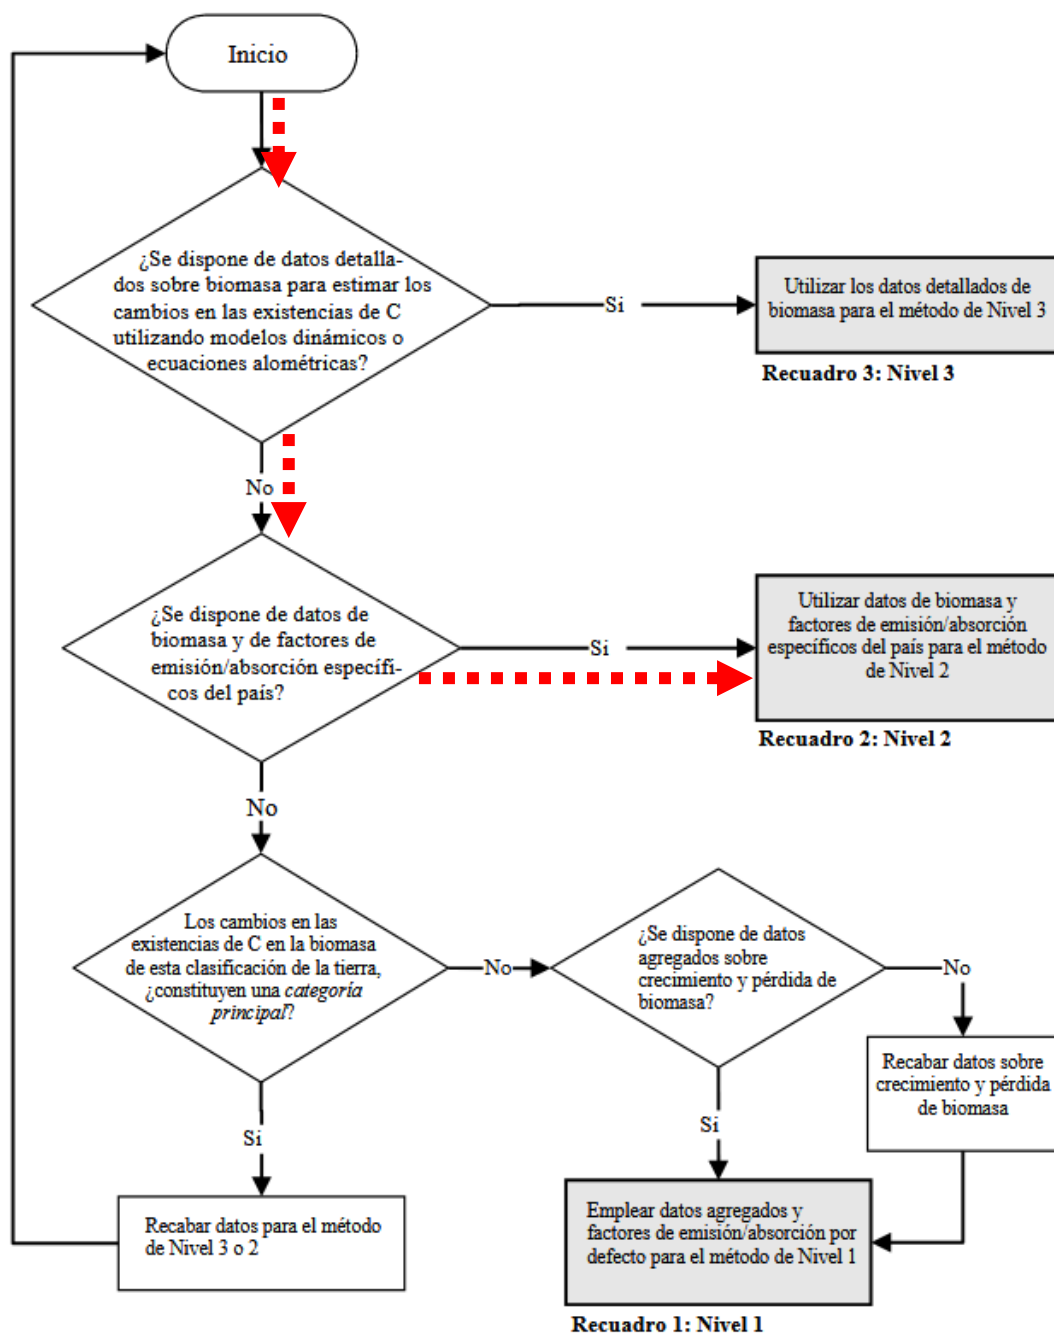 Inicio
¿Se dispone de datos detalla-
dos sobre biomasa para estimar los
cambios en las existencias de C
utilizando modelos dinámicos o
ecuaciones alométricas?
Si
Utilizar los datos detallados de
biomasa para el método de Nivel 3
Recuadro 3: Nivel 3
No
¿Se dispone de datos de
biomasa y de factores de
emisión/absorción específi-
cos del país?
Si
Utilizar datos de biomasa y
factores de emisión/absorción
específicos del país para el método
de Nivel 2
Recuadro 2: Nivel 2
No
Los cambios en las
existencias de C en la biomasa
de esta clasificación de la tierra,
¿constituyen una categoría
principal?
No
¿Se dispone de datos
agregados sobre
crecimiento y pérdida de
biomasa?
No
Recabar datos sobre
crecimiento y pérdida
de biomasa
Si
Si
Recabar datos para el método
de Nivel 3 o 2
Emplear datos agregados y
factores de emisión/absorción por
defecto para el método de Nivel 1
Recuadro 1: Nivel 1